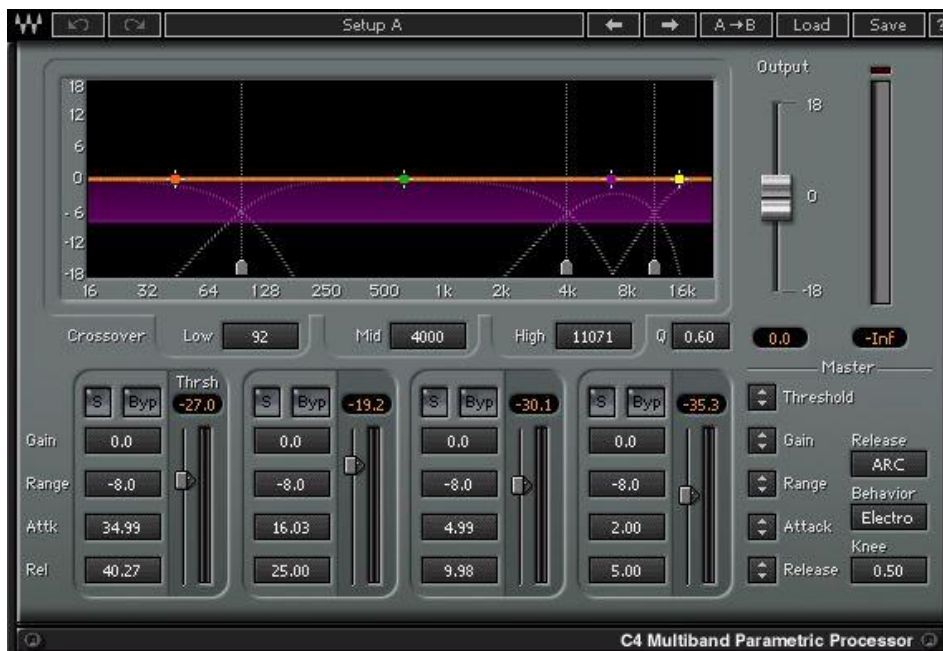 Setup A A→B Load Save ?
Output
18
12
6
0
-6
-12
-18
16 32 64 128 250 500 1k 2k 4k 8k 16k
18
0
-18
Crossover Low 92 Mid 4000 High 11071 Q 0.60 0.0 -Inf
Master
Thrsh
S Byp -27.0 S Byp -19.2 S Byp -30.1 S Byp -35.3 Threshold
Gain 0.0 0.0 0.0 0.0 Gain Release
ARC
Range -8.0 -8.0 -8.0 -8.0 Range Behavior
Electro
Attk 34.99 16.03 4.99 2.00 Attack Knee
Rel 40.27 25.00 9.98 5.00 Release 0.50
C4 Multiband Parametric Processor